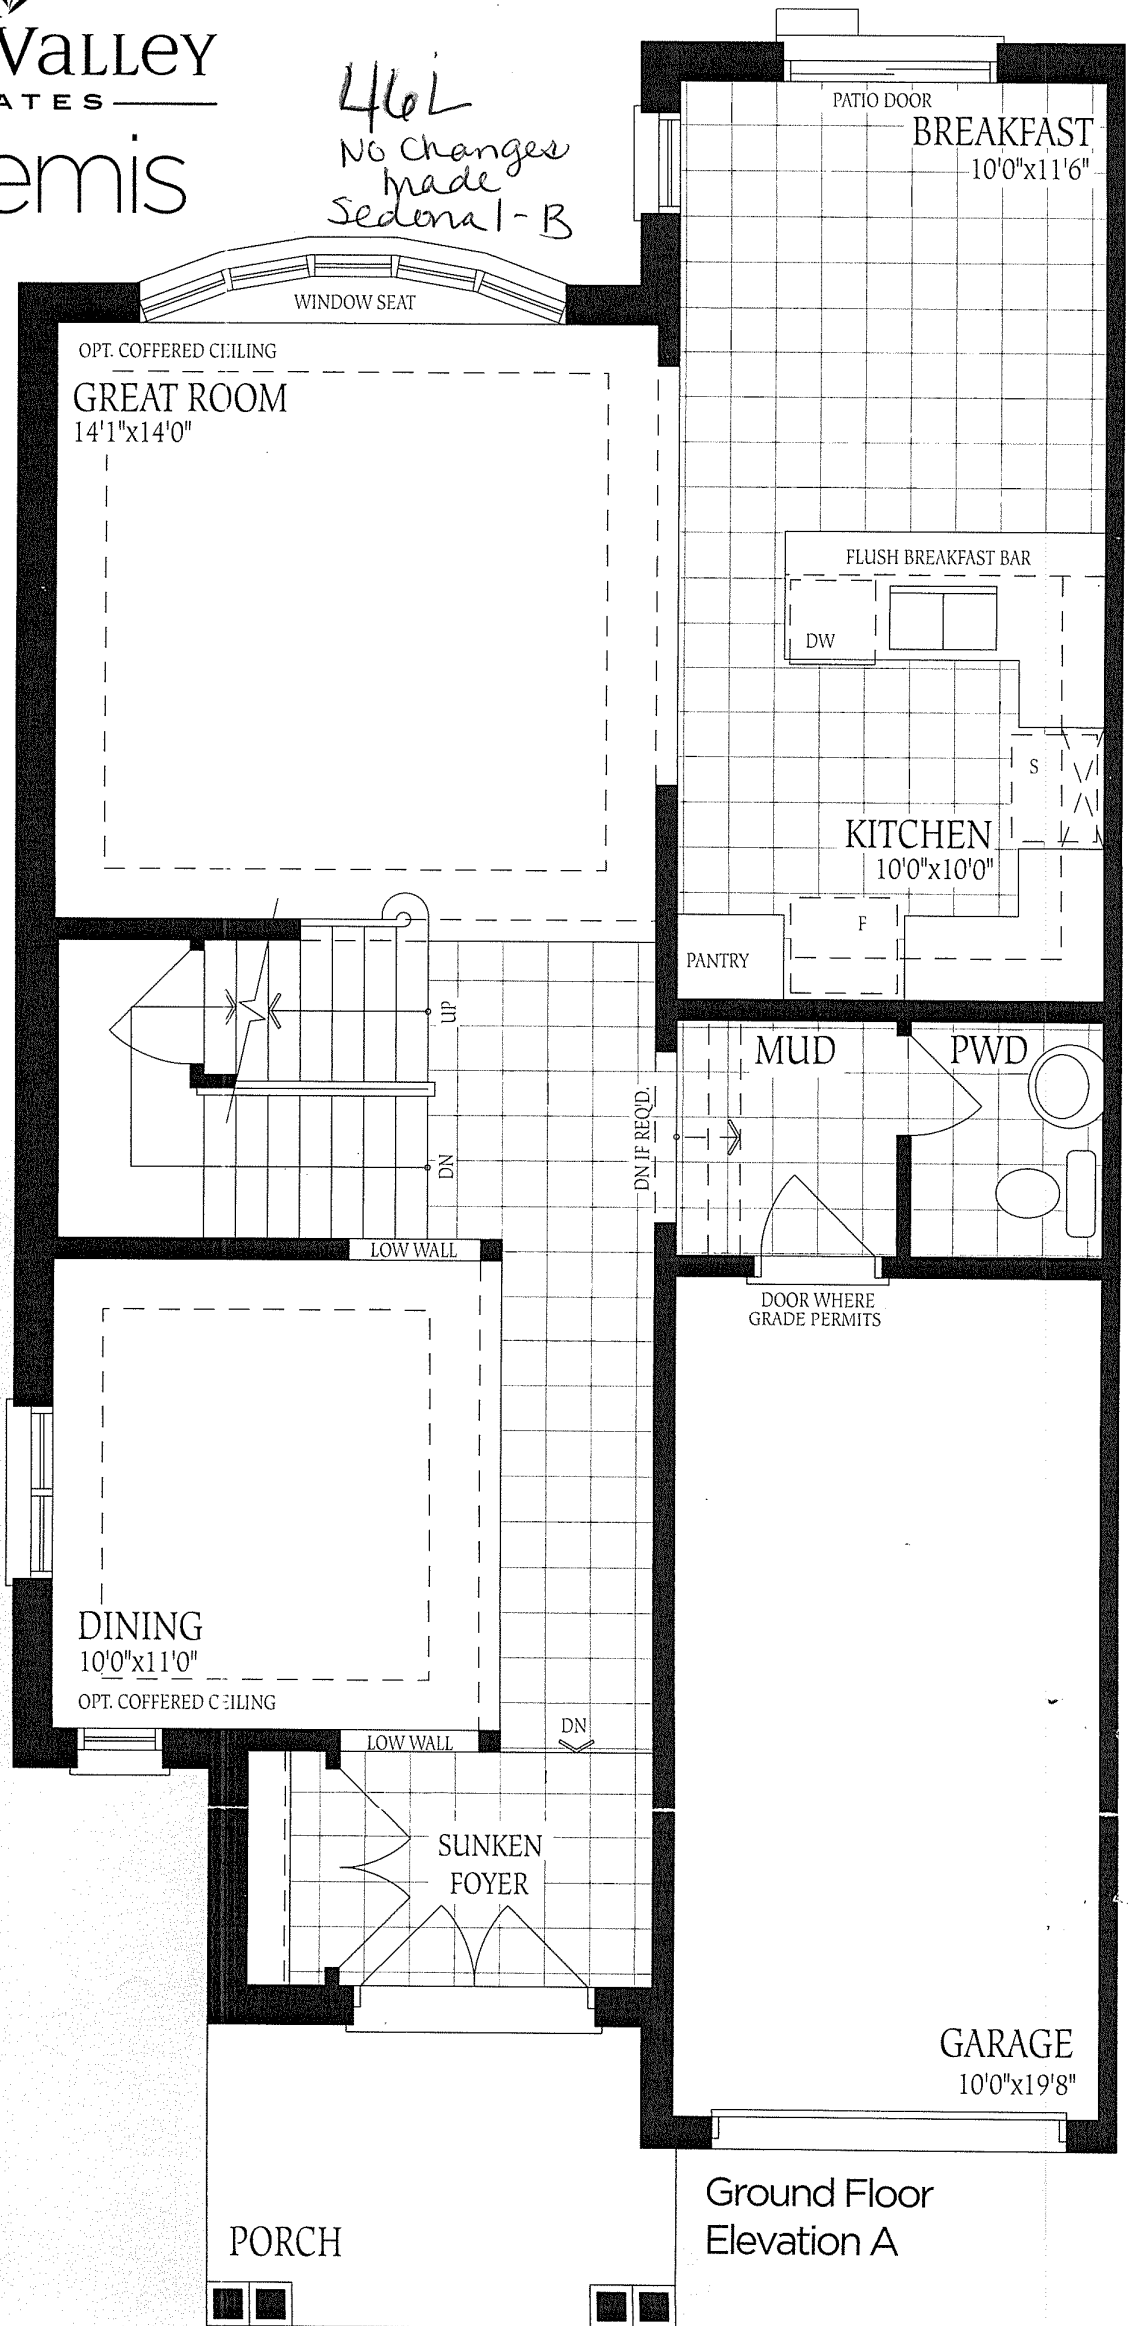 Valley
ATES
emis
46L
No Changes
made
Sedona 1-B
PATIO DOOR
BREAKFAST
10'0"x11'6"
WINDOW SEAT
OPT. COFFERED CEILING
GREAT ROOM
14'1"x14'0"
FLUSH BREAKFAST BAR
DW
S
KITCHEN
10'0"x10'0"
F
PANTRY
UP
MUD
PWD
DN IF REQ'D.
DN
LOW WALL
DOOR WHERE
GRADE PERMITS
DINING
10'0"x11'0"
OPT. COFFERED CEILING
LOW WALL
DN
SUNKEN
FOYER
GARAGE
10'0"x19'8"
Ground Floor
Elevation A
PORCH